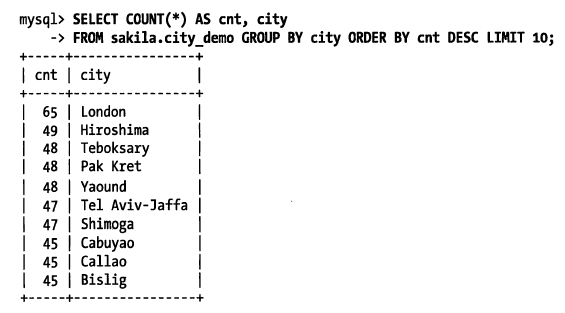 mysql> SELECT COUNT(*) AS cnt, city
    -> FROM sakila.city_demo GROUP BY city ORDER BY cnt DESC LIMIT 10;
+-----+----------------+
| cnt | city           |
+-----+----------------+
|  65 | London         |
|  49 | Hiroshima      |
|  48 | Teboksary      |
|  48 | Pak Kret       |
|  48 | Yaound         |
|  47 | Tel Aviv-Jaffa |
|  47 | Shimoga        |
|  45 | Cabuyao        |
|  45 | Callao         |
|  45 | Bislig         |
+-----+----------------+